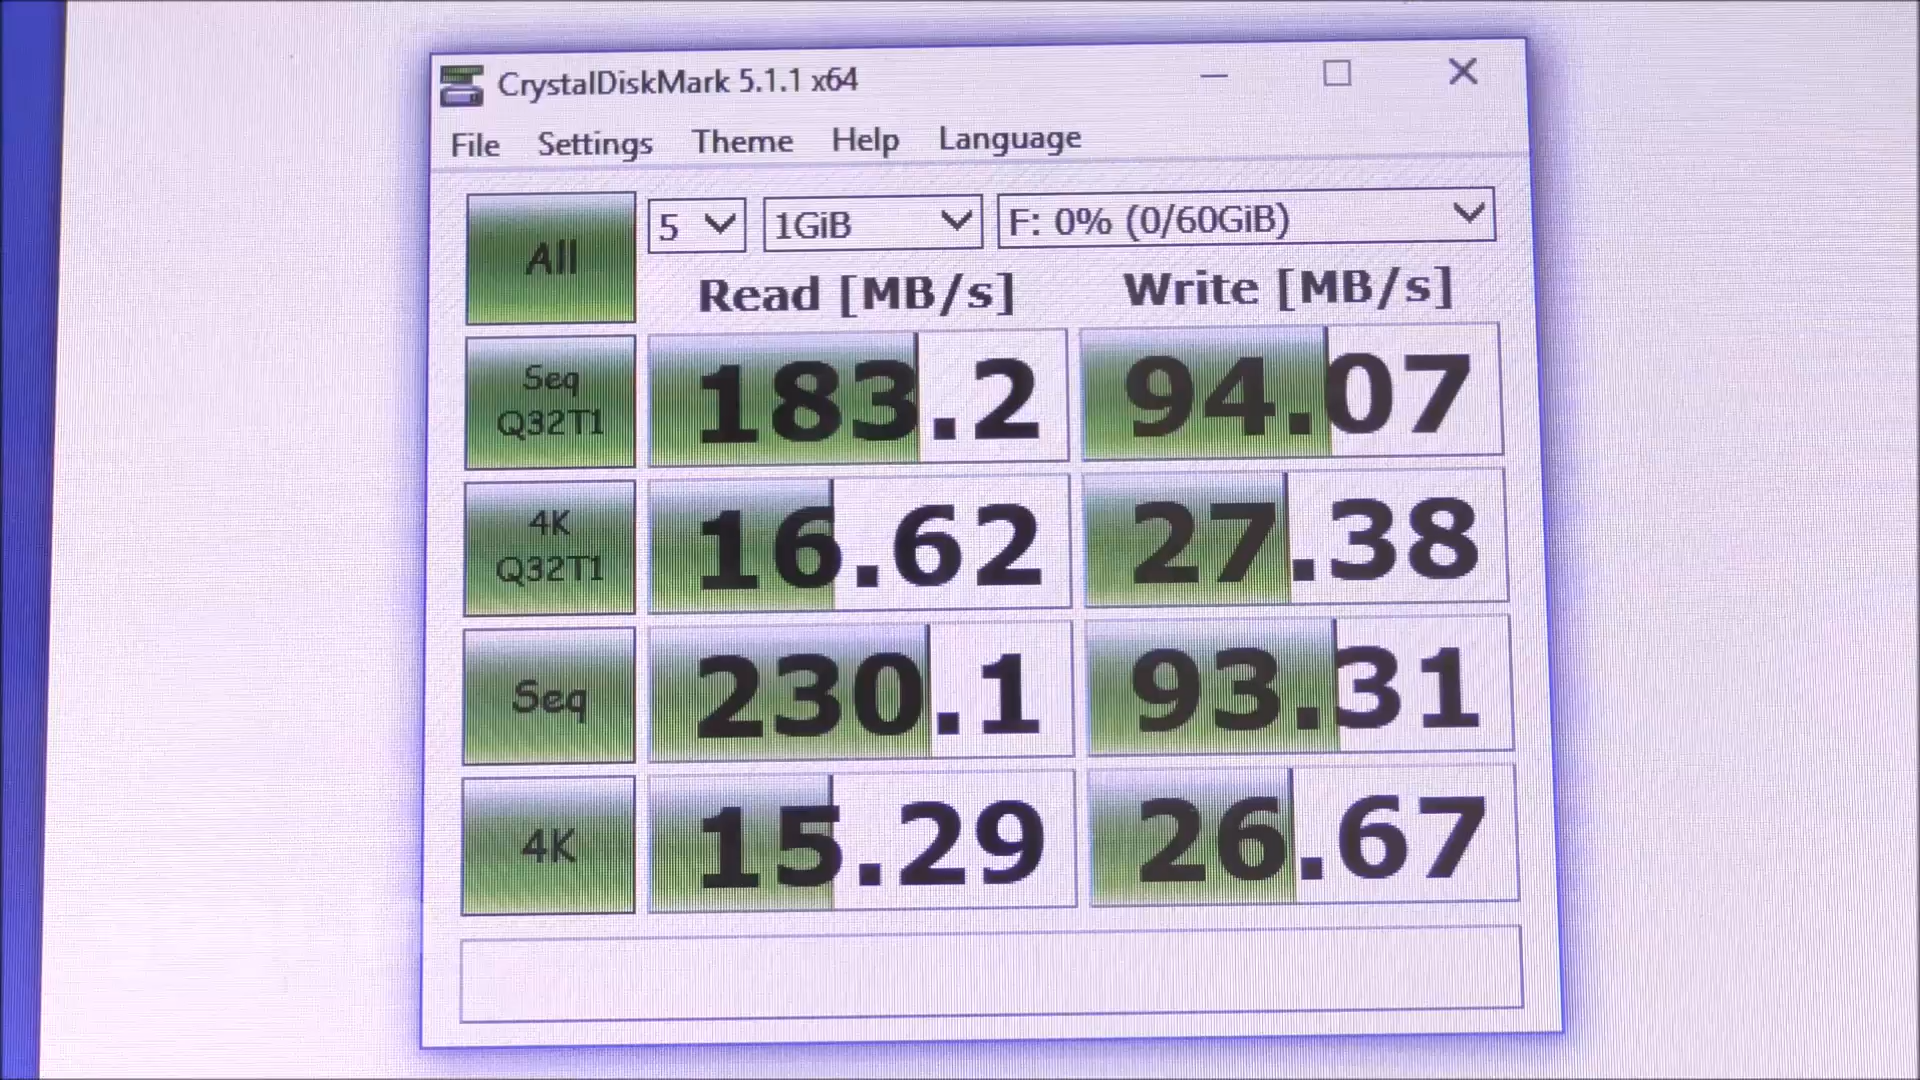 CrystalDiskMark 5.1.1 x64
File Settings Theme Help Language
All 5 1GiB F: 0% (0/60GiB)
Read [MB/s] Write [MB/s]
Seq
Q32T1
183.2 94.07
4K
Q32T1
16.62 27.38
Seq 230.1 93.31
4K 15.29 26.67